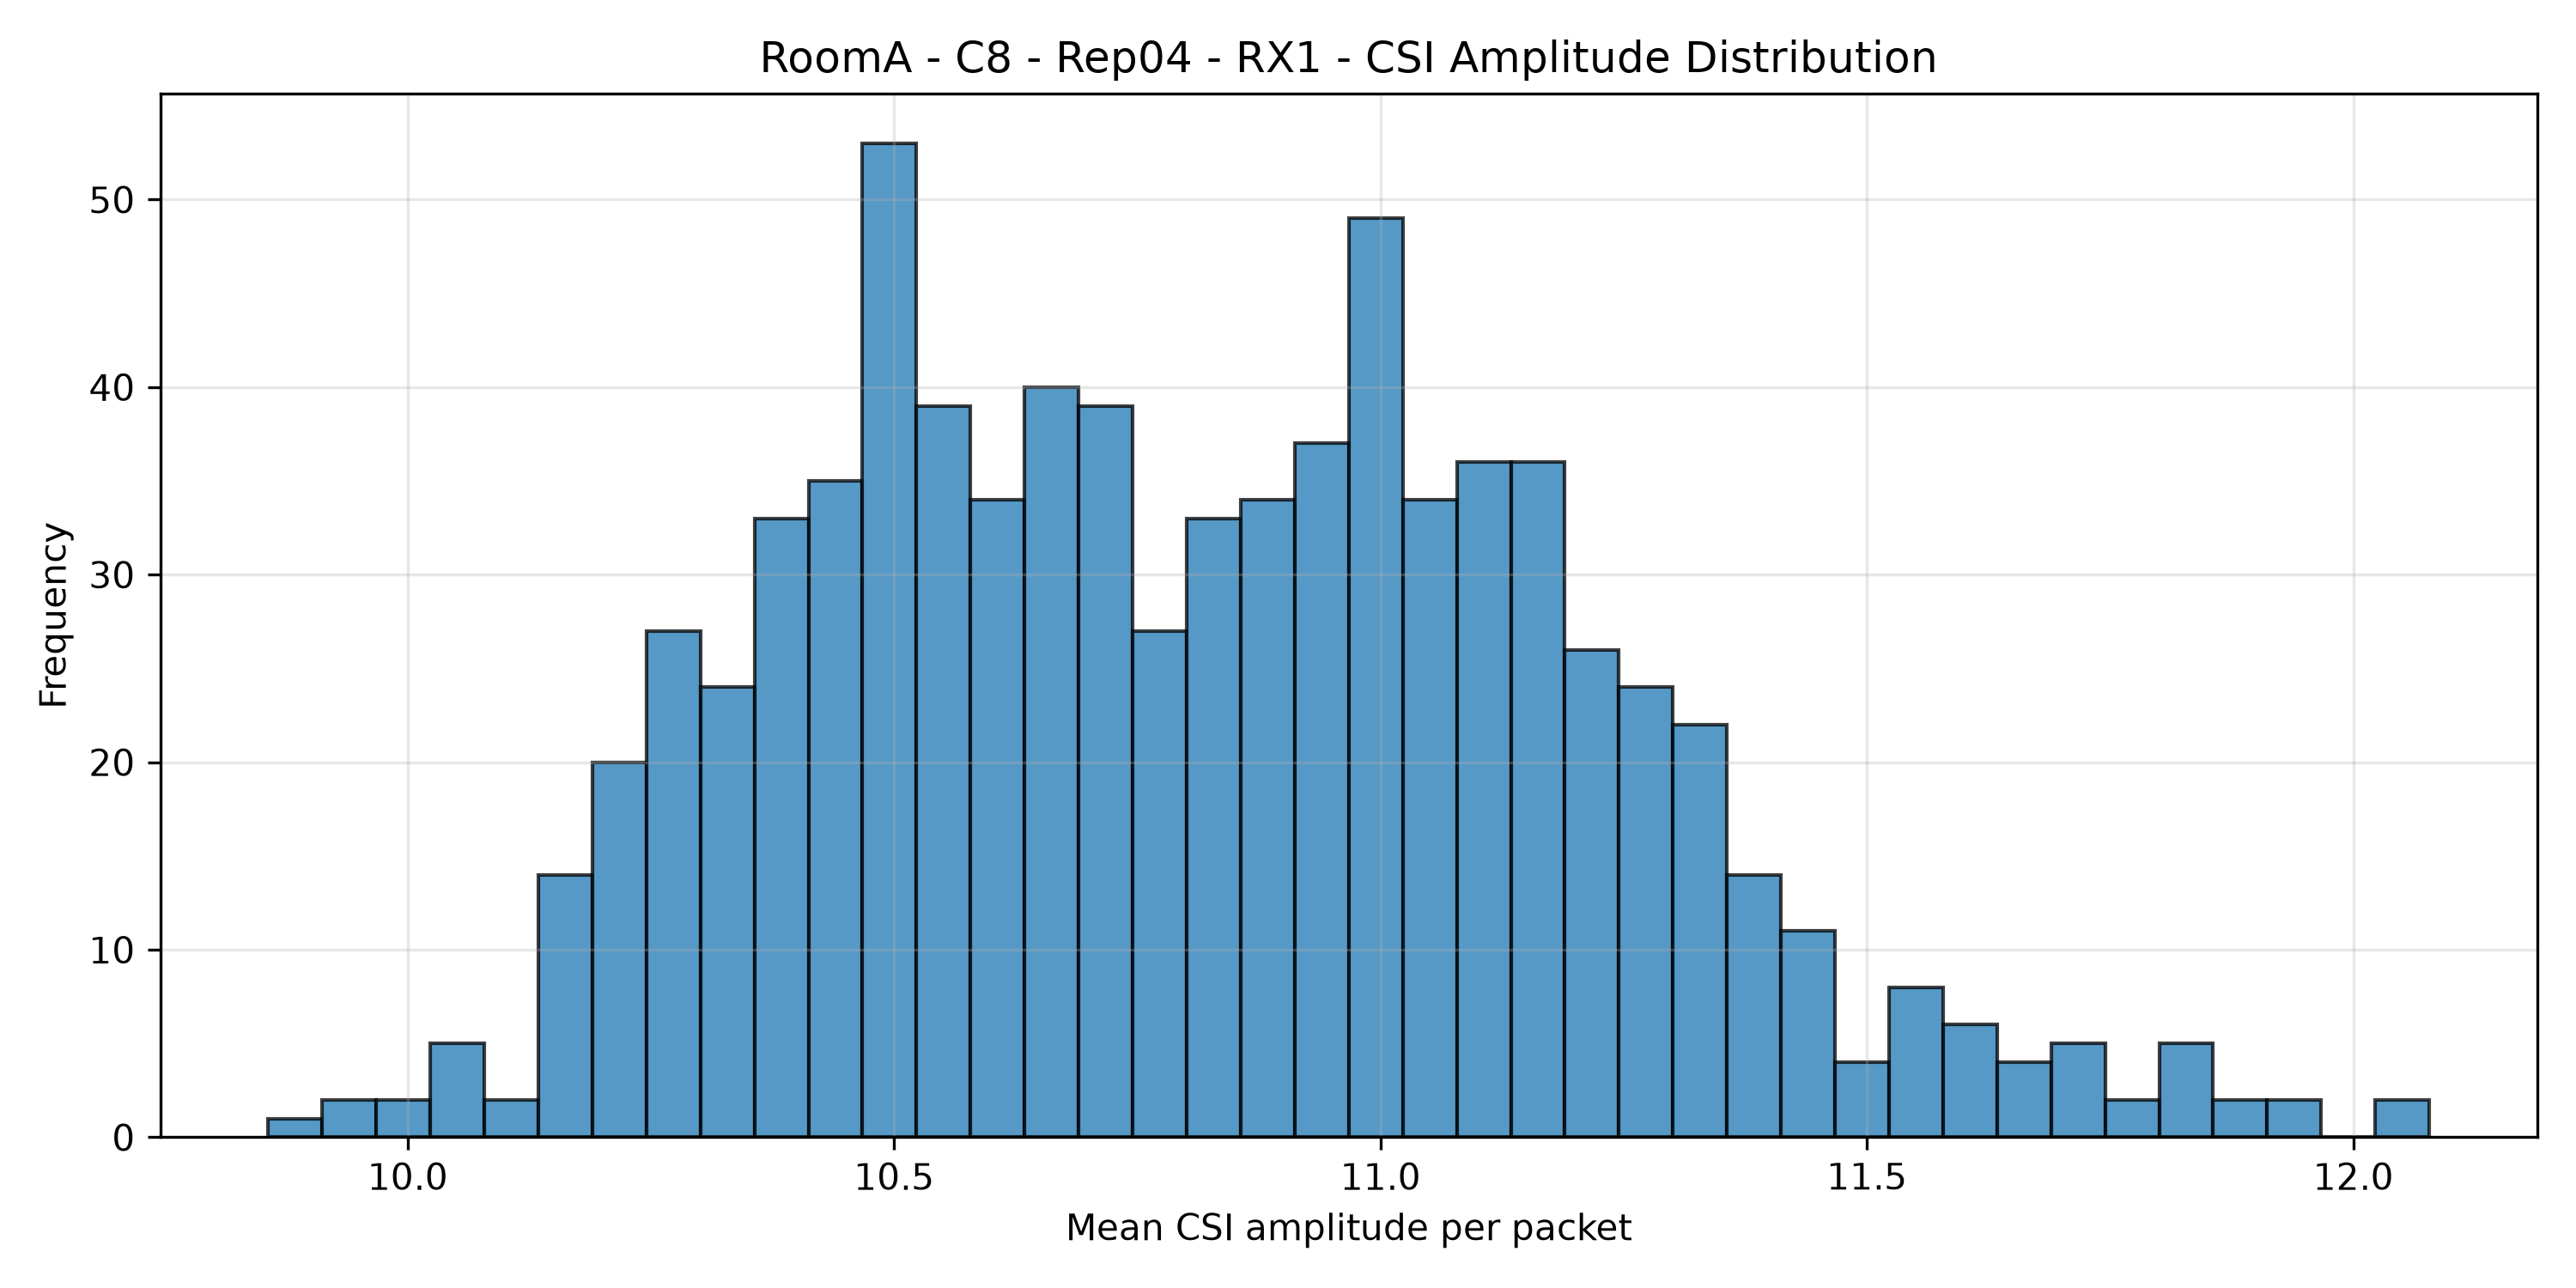 RoomA - C8 - Rep04 - RX1 - CSI Amplitude Distribution
Frequency
50
40
30
20
10
0
10.0 10.5 11.0 11.5 12.0
Mean CSI amplitude per packet